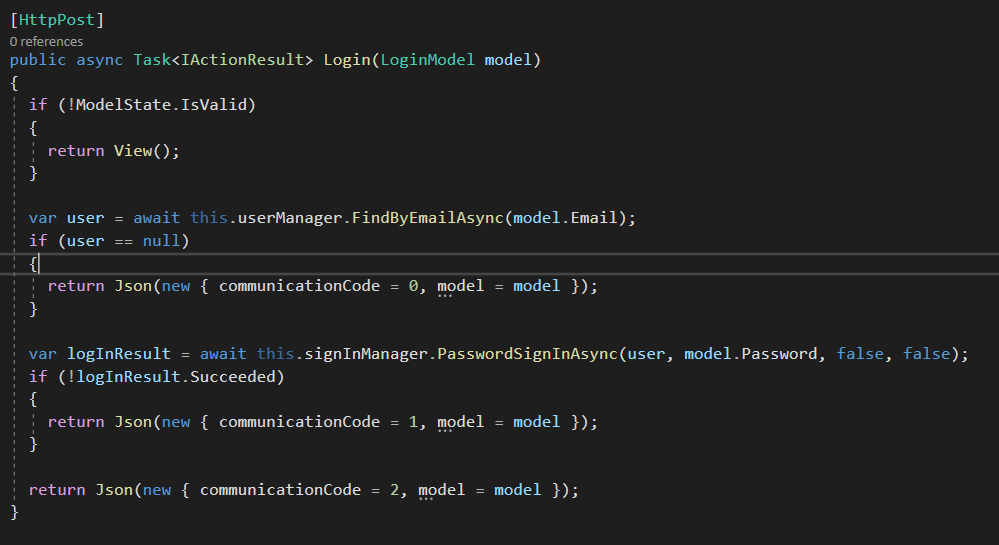 [HttpPost]
0 references
public async Task<IActionResult> Login(LoginModel model)
{
  if (!ModelState.IsValid)
  {
    return View();
  }
  var user = await this.userManager.FindByEmailAsync(model.Email);
  if (user == null)
  {
    return Json(new { communicationCode = 0, model = model });
  }
  var logInResult = await this.signInManager.PasswordSignInAsync(user, model.Password, false, false);
  if (!logInResult.Succeeded)
  {
    return Json(new { communicationCode = 1, model = model });
  }
  return Json(new { communicationCode = 2, model = model });
}